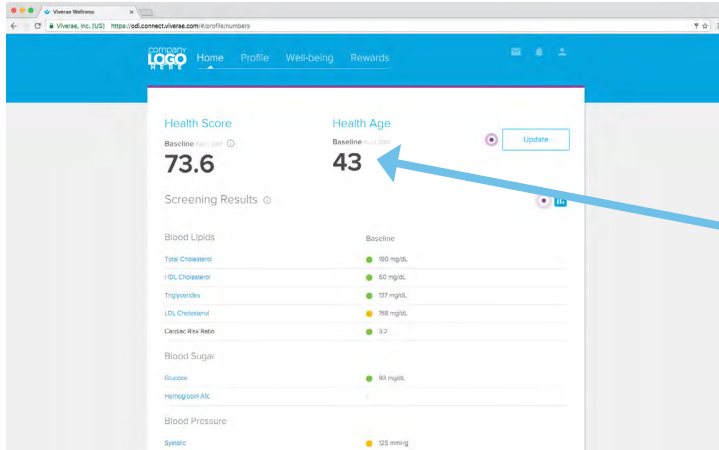 Viverae Wellness
Viverae, Inc. [US] https://odi.connect.viverae.com/#/profile/numbers
company
LOGO
HERE
Home Profile Well-being Rewards
Health Score Health Age
Baseline Baseline
Update
73.6 43
Screening Results
Blood Lipids Baseline
Total Cholesterol 190 mg/dL
HDL Cholesterol 60 mg/dL
Triglycerides 137 mg/dL
LDL Cholesterol mg/dL
Cardiac Risk Ratio 3.2
Blood Sugar
Glucose 93 mg/dL
Hemoglobin A1c -
Blood Pressure
Systolic 125 mmHg